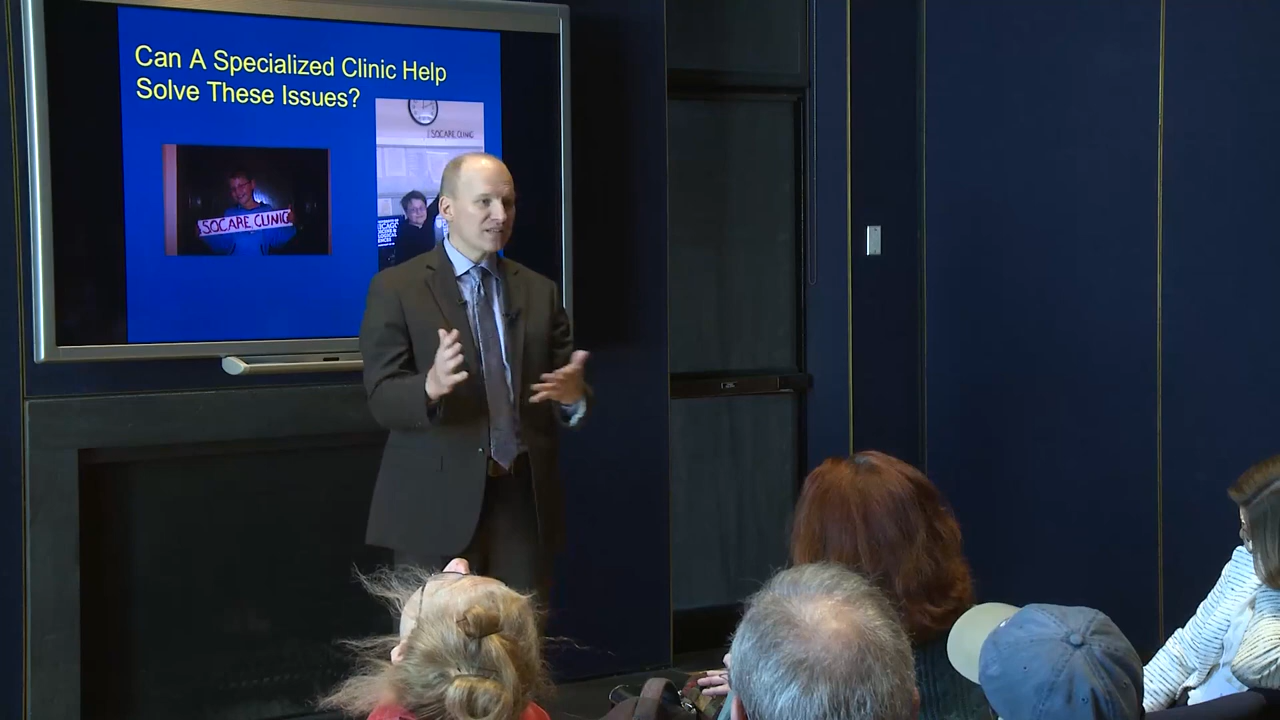 Can A Specialized Clinic Help
Solve These Issues?
SOCARE CLINIC
SOCARE CLINIC